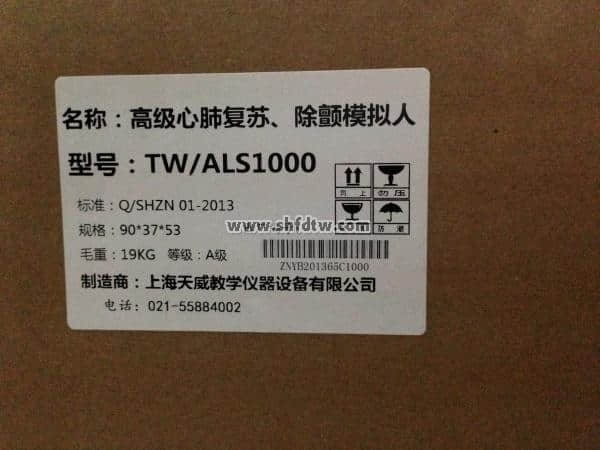 名称：高级心肺复苏、除颤模拟人
型号：TW/ALS1000
向上
勿压
标准：Q/SHZN 01-2013
www.shfdtw.com
规格：90*37*53
防潮
毛重：19KG 等级：A级
ZNYB201365C1000
制造商：上海天威教学仪器设备有限公司
电话：021-55884002